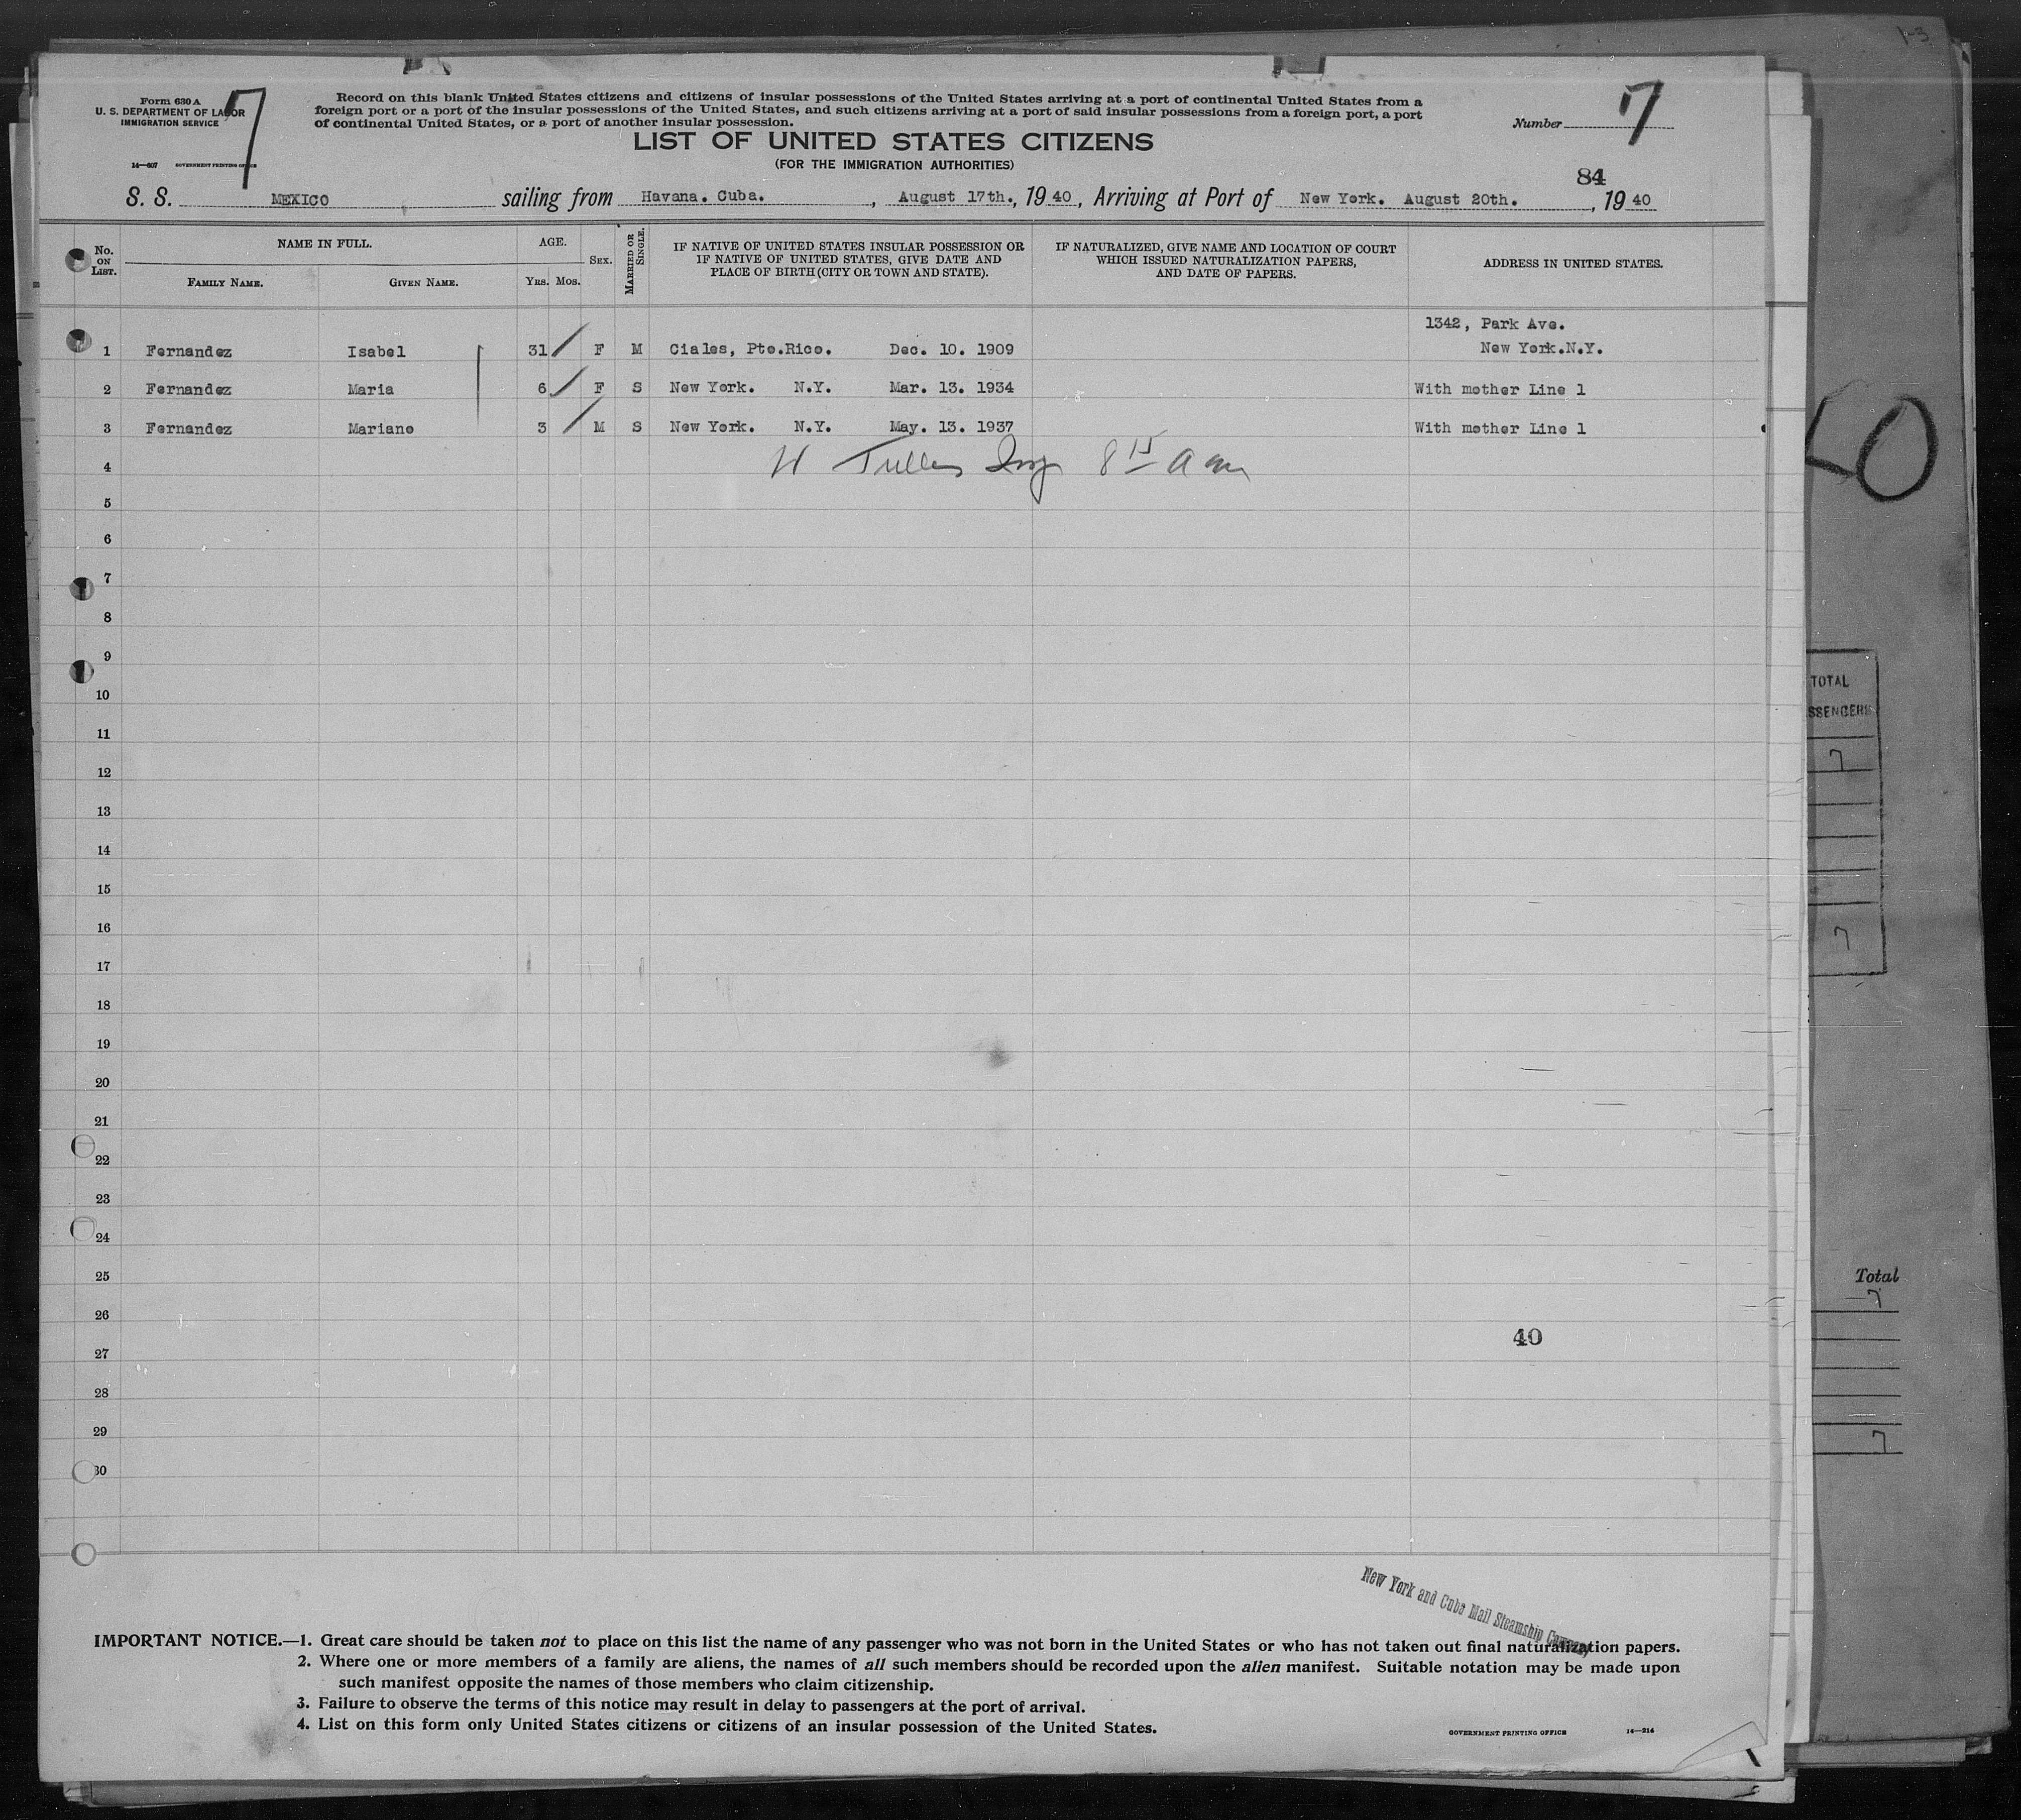 Form 630 A
U. S. DEPARTMENT OF LABOR
IMMIGRATION SERVICE
14—607 GOVERNMENT PRINTING OFFICE
7
Record on this blank United States citizens and citizens of insular possessions of the United States arriving at a port of continental United States from a
foreign port or a port of the insular possessions of the United States, and such citizens arriving at a port of said insular possessions from a foreign port, a port
of continental United States, or a port of another insular possession.
Number 17
LIST OF UNITED STATES CITIZENS
(FOR THE IMMIGRATION AUTHORITIES)
84
S. S. MEXICO sailing from Havana. Cuba. , August 17th., 19 40 , Arriving at Port of New York. August 20th. , 19 40
No. ON LIST. NAME IN FULL. AGE. SEX. MARRIED OR SINGLE. IF NATIVE OF UNITED STATES INSULAR POSSESSION OR IF NATIVE OF UNITED STATES, GIVE DATE AND PLACE OF BIRTH (CITY OR TOWN AND STATE). IF NATURALIZED, GIVE NAME AND LOCATION OF COURT WHICH ISSUED NATURALIZATION PAPERS, AND DATE OF PAPERS. ADDRESS IN UNITED STATES.
FAMILY NAME. GIVEN NAME. YRS. MOS.
1342, Park Ave.
1 Fernandez Isabel 31 F M Ciales, Pto.Rico. Dec. 10. 1909 New York.N.Y.
2 Fernandez Maria 6 F S New York. N.Y. Mar. 13. 1934 With mother Line 1
3 Fernandez Mariano 3 M S New York. N.Y. May. 13. 1937 With mother Line 1
4
5
6
7
8
9
10
11
12
13
14
15
16
17
18
19
20
21
22
23
24
25
26
40
27
28
29
30
New York and Cuba Mail Steamship Company
IMPORTANT NOTICE.—1. Great care should be taken not to place on this list the name of any passenger who was not born in the United States or who has not taken out final naturalization papers.
2. Where one or more members of a family are aliens, the names of all such members should be recorded upon the alien manifest. Suitable notation may be made upon
such manifest opposite the names of those members who claim citizenship.
3. Failure to observe the terms of this notice may result in delay to passengers at the port of arrival.
4. List on this form only United States citizens or citizens of an insular possession of the United States.
GOVERNMENT PRINTING OFFICE 14—214
TOTAL
7
7
Total
7
7